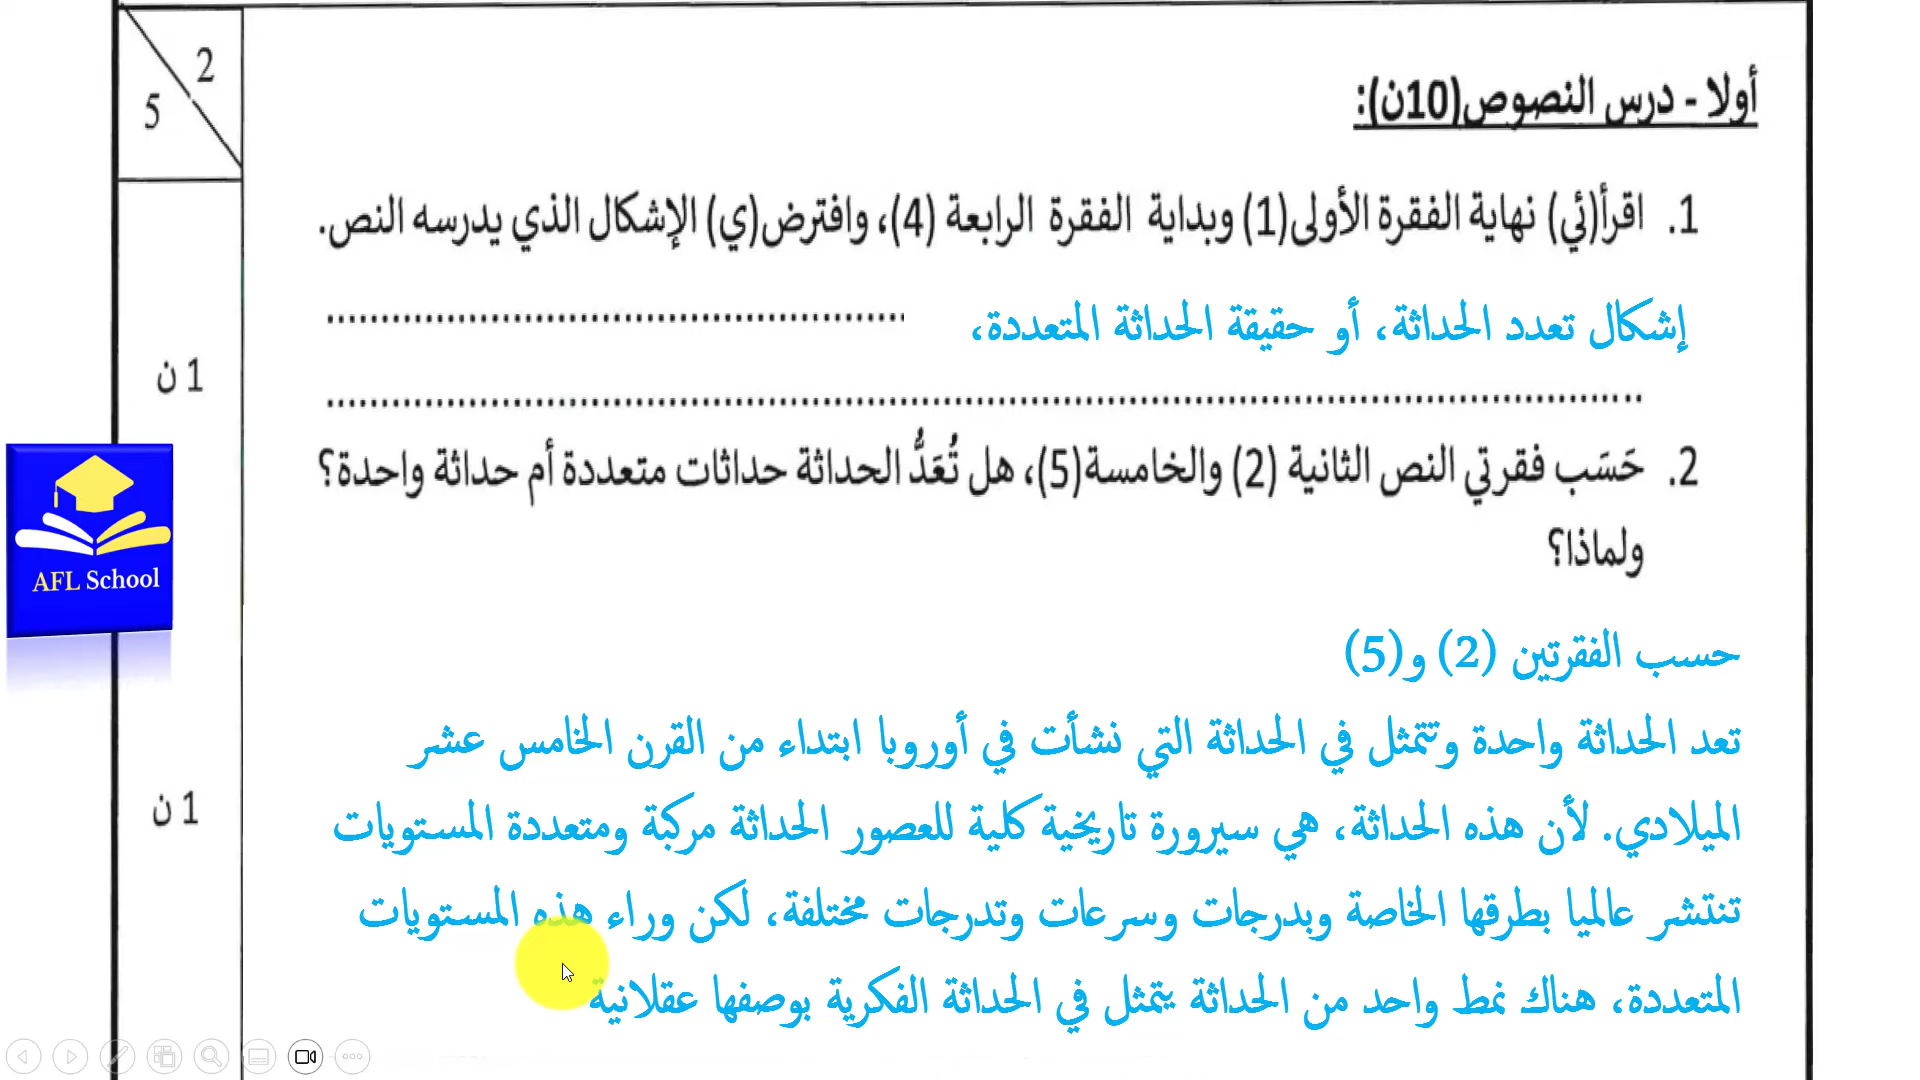 2
5
أولا - درس النصوص(10ن):
1. اقرأ(ئي) نهاية الفقرة الأولى(1) وبداية الفقرة الرابعة (4)، وافترض(ي) الإشكال الذي يدرسه النص.
إشكال تعدد الحداثة، أو حقيقة الحداثة المتعددة، ......................................................
1 ن
........................................................................................................................
2. حَسَب فقرتي النص الثانية (2) والخامسة(5)، هل تُعَدُّ الحداثة حداثات متعددة أم حداثة واحدة؟
ولماذا؟
AFL School
حسب الفقرتين (2) و(5)
تعد الحداثة واحدة وتتمثل في الحداثة التي نشأت في أوروبا ابتداء من القرن الخامس عشر
1 ن
الميلادي. لأن هذه الحداثة، هي سيرورة تاريخية كلية للعصور الحداثة مركبة ومتعددة المستويات
تنتشر عالميا بطرقها الخاصة وبدرجات وسرعات وتدرجات مختلفة، لكن وراء هذه المستويات
المتعددة، هناك نمط واحد من الحداثة يتمثل في الحداثة الفكرية بوصفها عقلانية